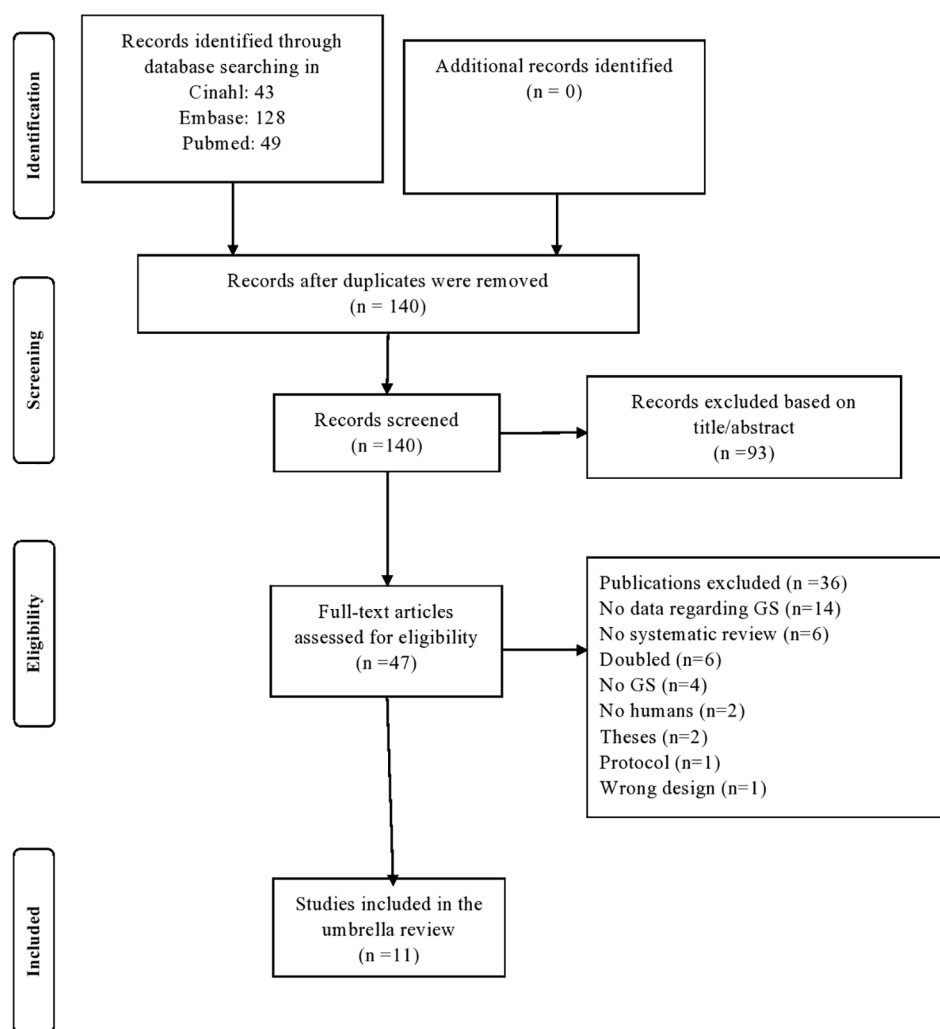 Identification
Records identified through
database searching in
Cinahl: 43
Embase: 128
Pubmed: 49
Additional records identified
(n = 0)
Screening
Records after duplicates were removed
(n = 140)
Records screened
(n =140)
Records excluded based on
title/abstract
(n =93)
Eligibility
Full-text articles
assessed for eligibility
(n =47)
Publications excluded (n =36)
No data regarding GS (n=14)
No systematic review (n=6)
Doubled (n=6)
No GS (n=4)
No humans (n=2)
Theses (n=2)
Protocol (n=1)
Wrong design (n=1)
Included
Studies included in the
umbrella review
(n =11)